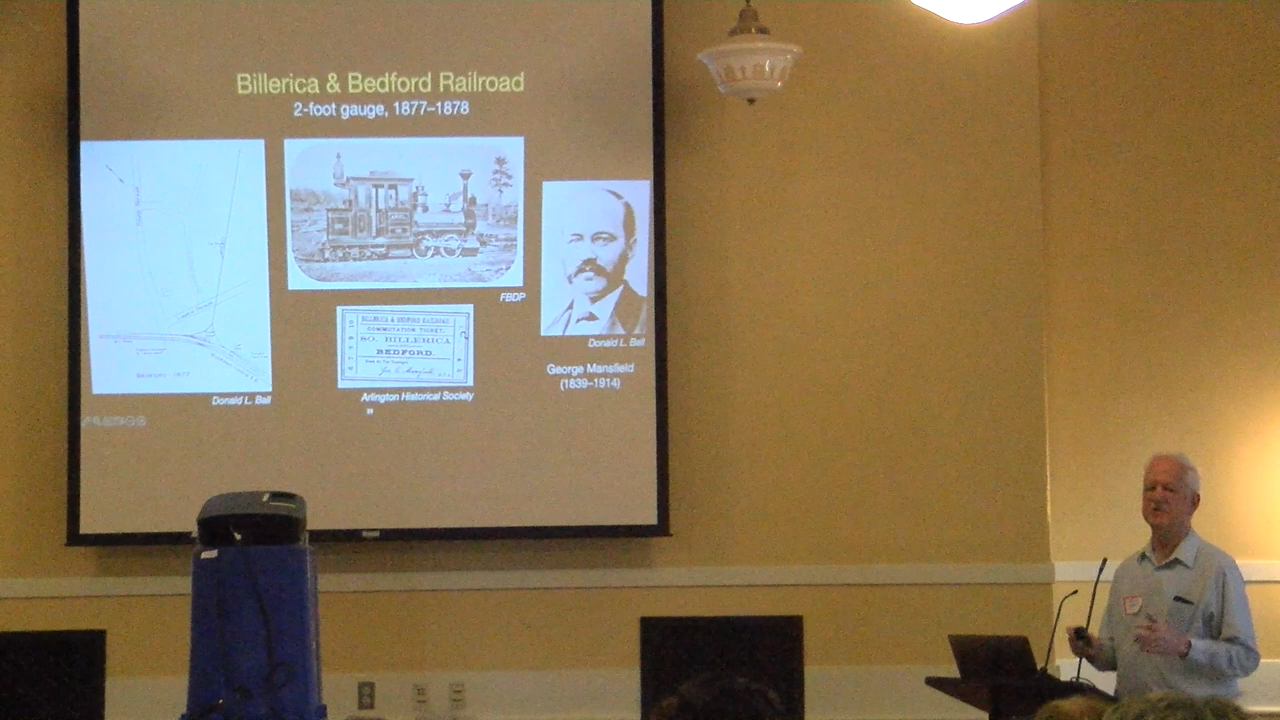 Billerica & Bedford Railroad
2-foot gauge, 1877–1878
FBDP
BILLERICA & BEDFORD RAILROAD
COMMUTATION TICKET.
SO. BILLERICA
BEDFORD.
Donald L. Ball
George Mansfield
(1839–1914)
Donald L. Ball
Arlington Historical Society